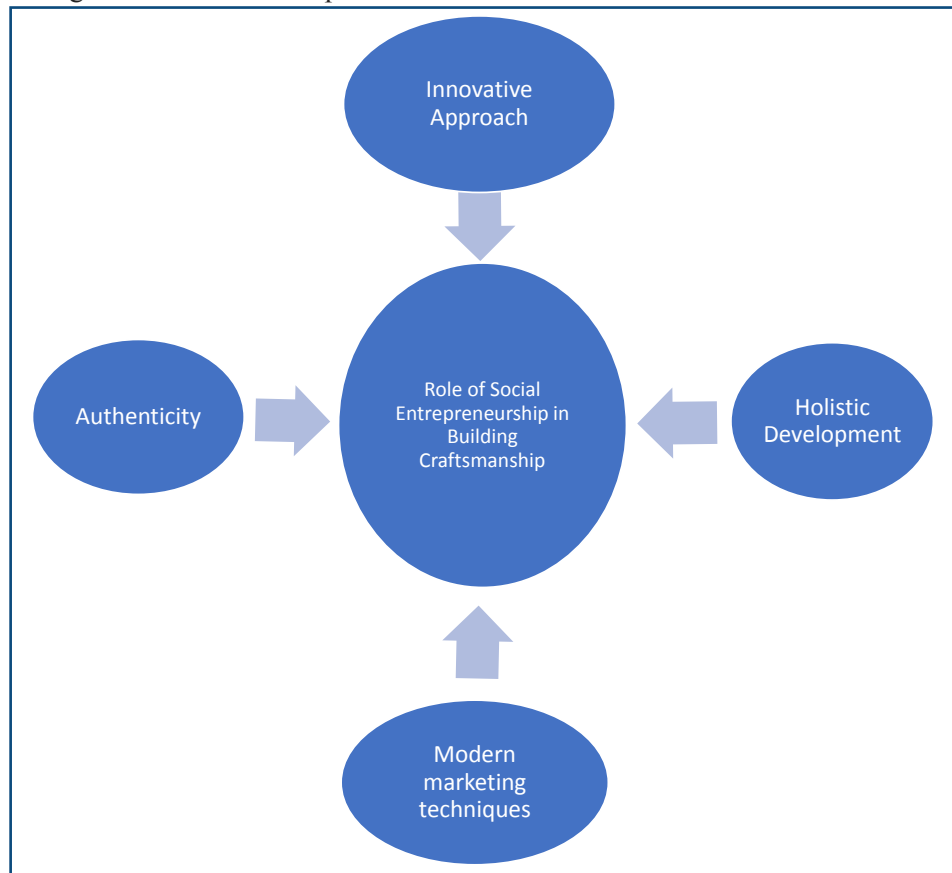 Innovative
Approach
Authenticity
Role of Social
Entrepreneurship in
Building
Craftsmanship
Holistic
Development
Modern
marketing
techniques